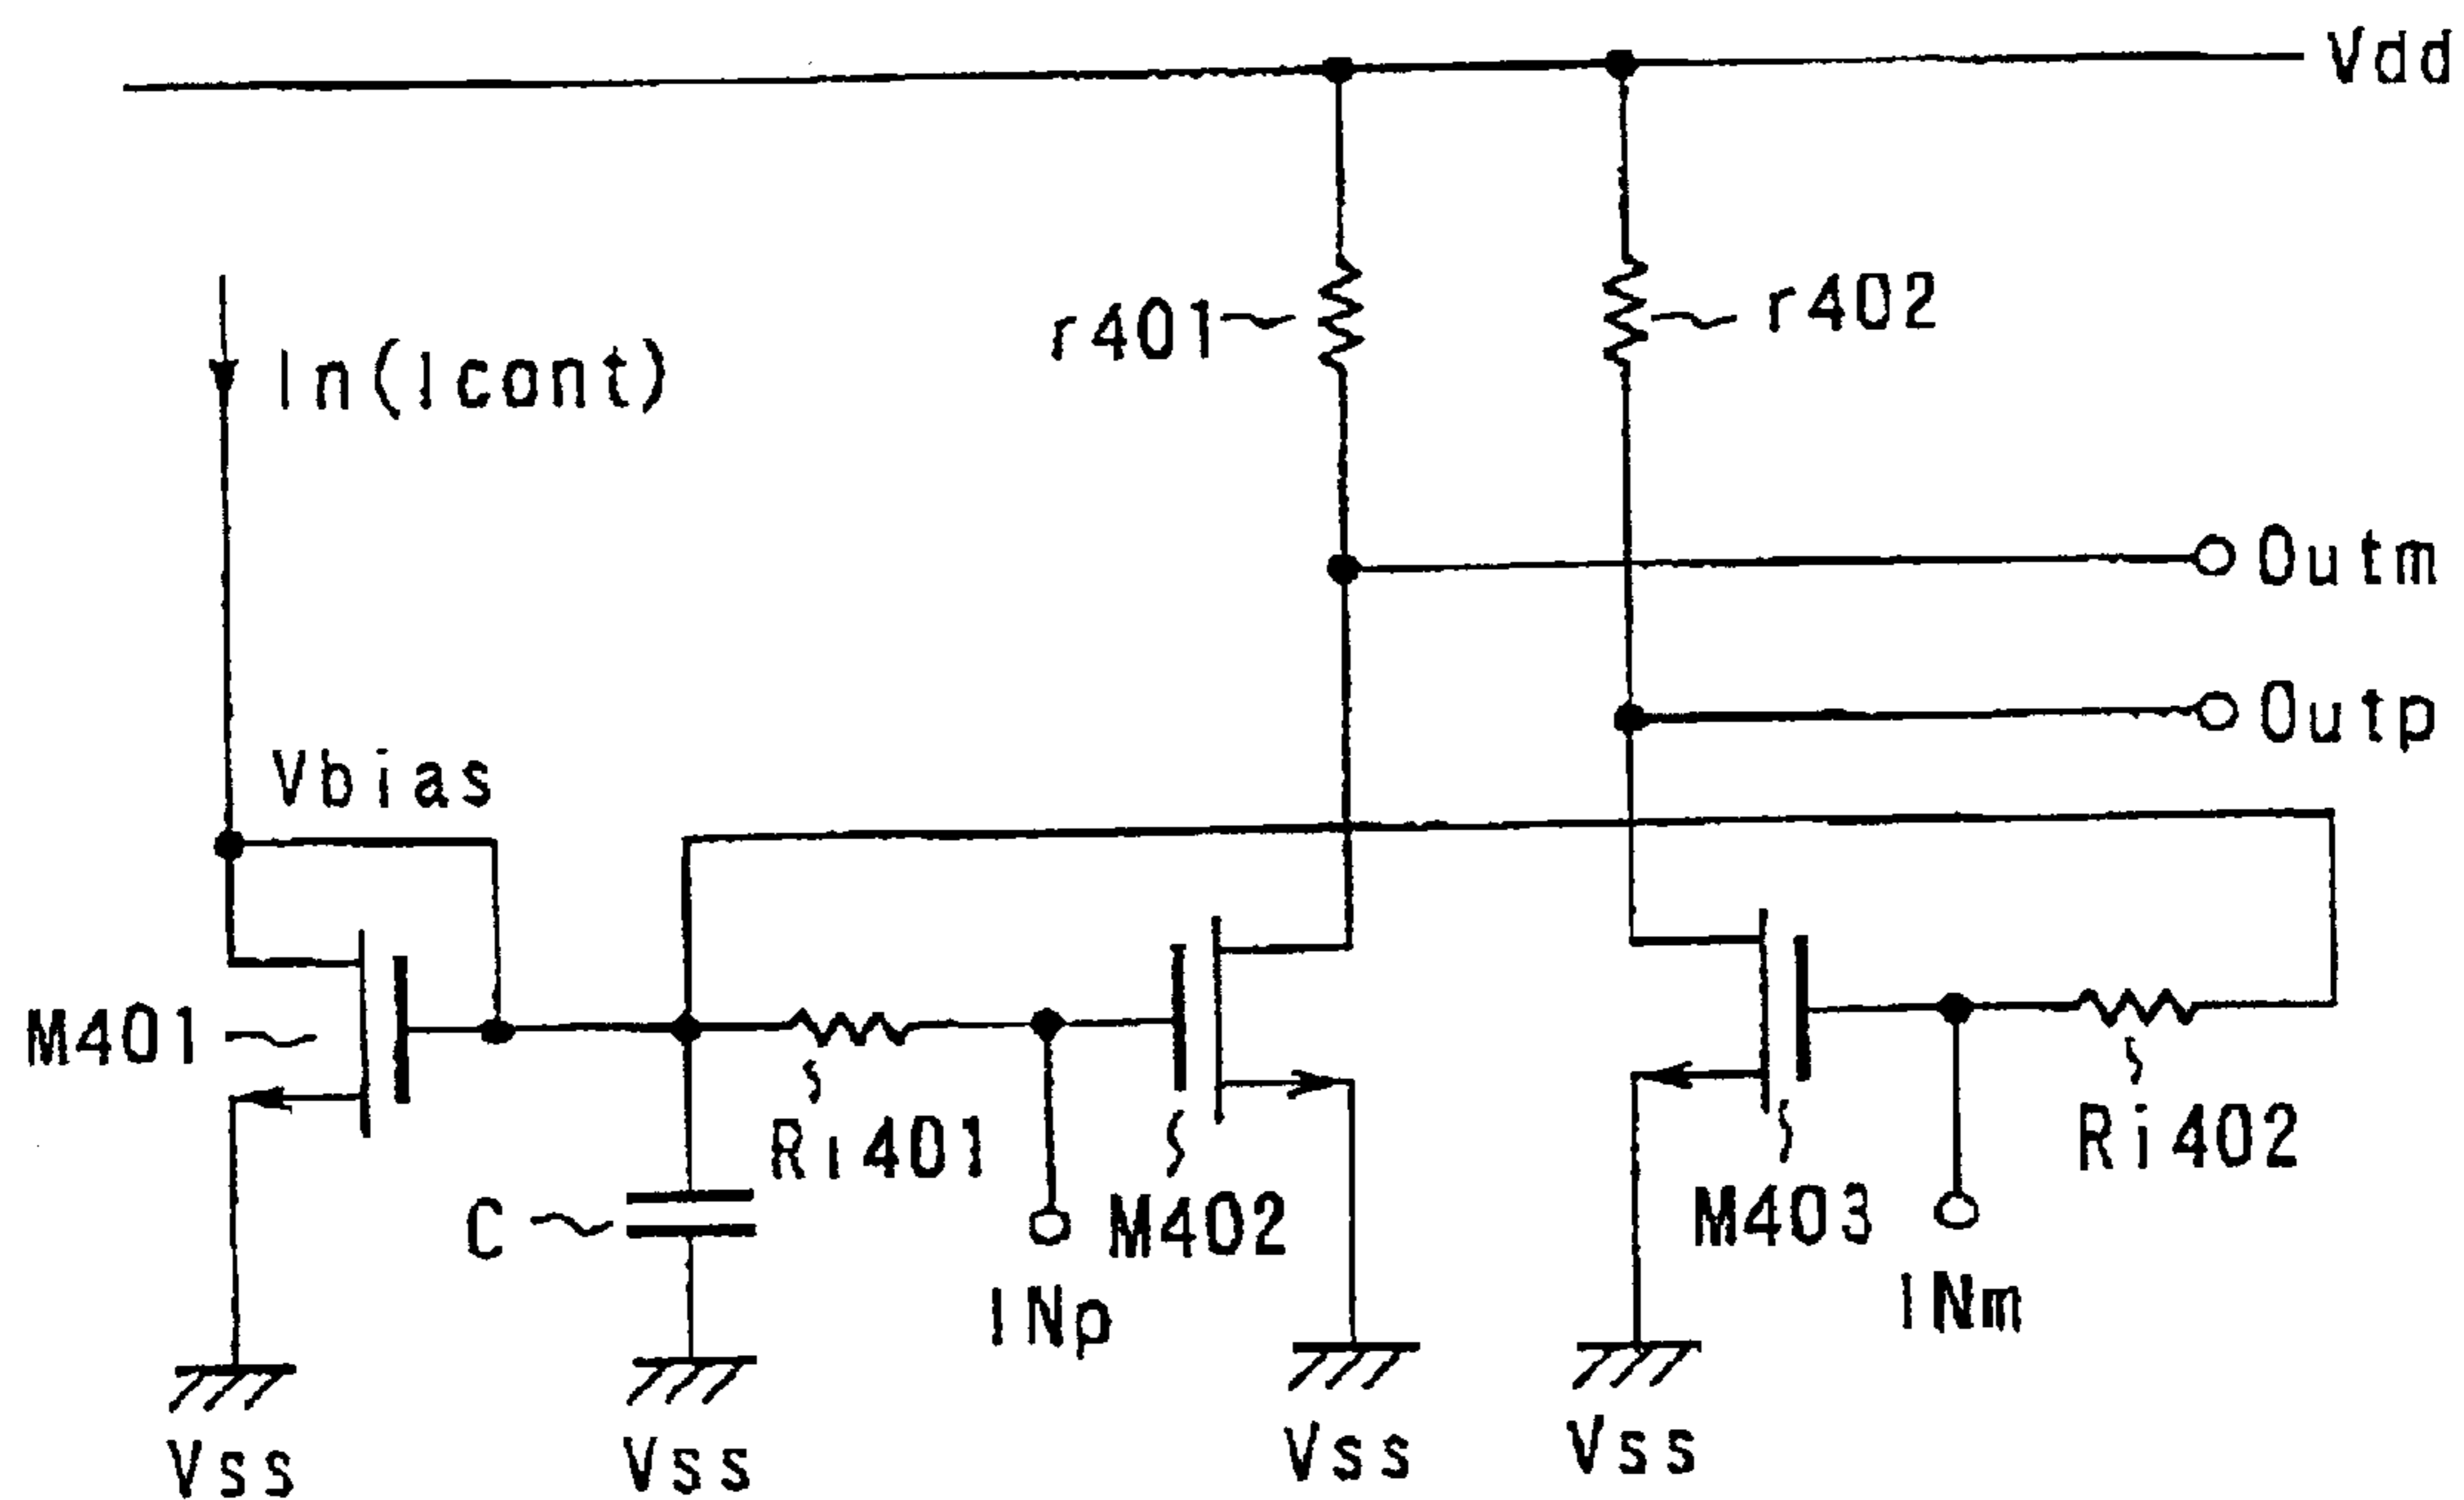 Vdd
r401
r402
In(Icont)
Outm
Outp
Vbias
M401
Ri401
Ri402
C
M402
M403
INp
INm
Vss
Vss
Vss
Vss